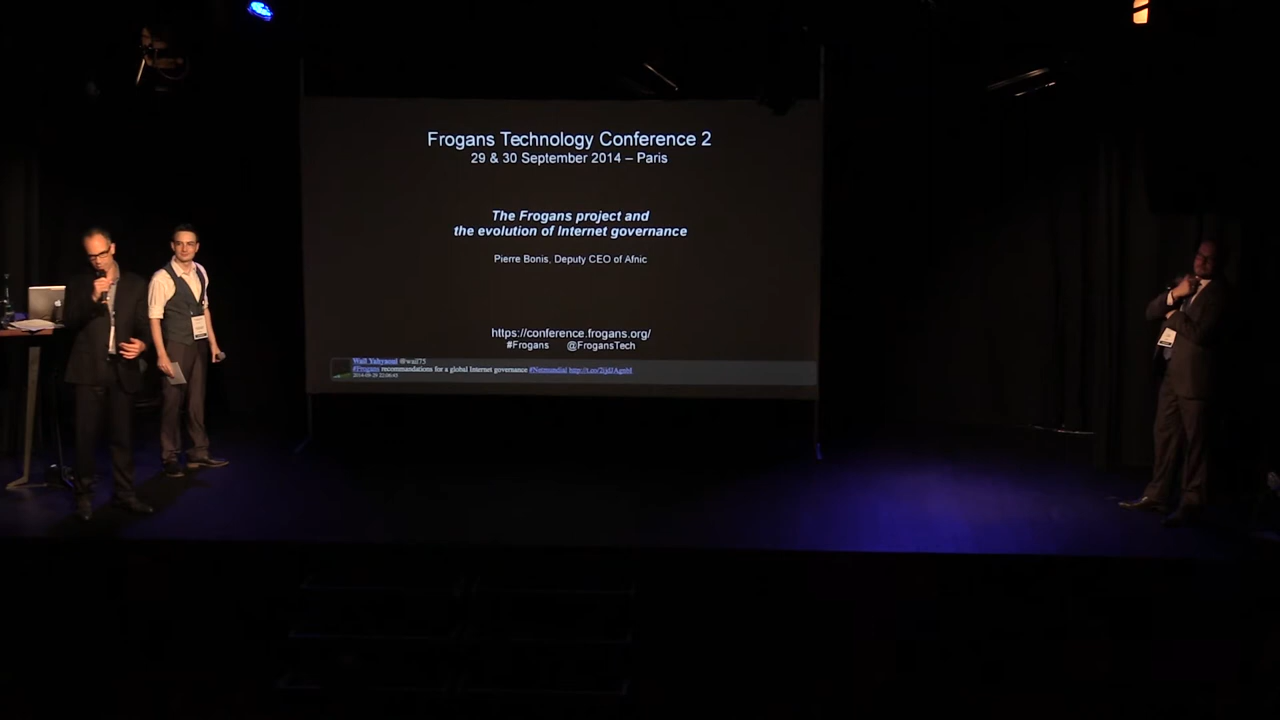 Frogans Technology Conference 2
29 & 30 September 2014 – Paris
The Frogans project and
the evolution of Internet governance
Pierre Bonis, Deputy CEO of Afnic
https://conference.frogans.org/
#Frogans @FrogansTech
Wail Yahyaoui @wail75
#Frogans recommandations for a global Internet governance #Netmundial